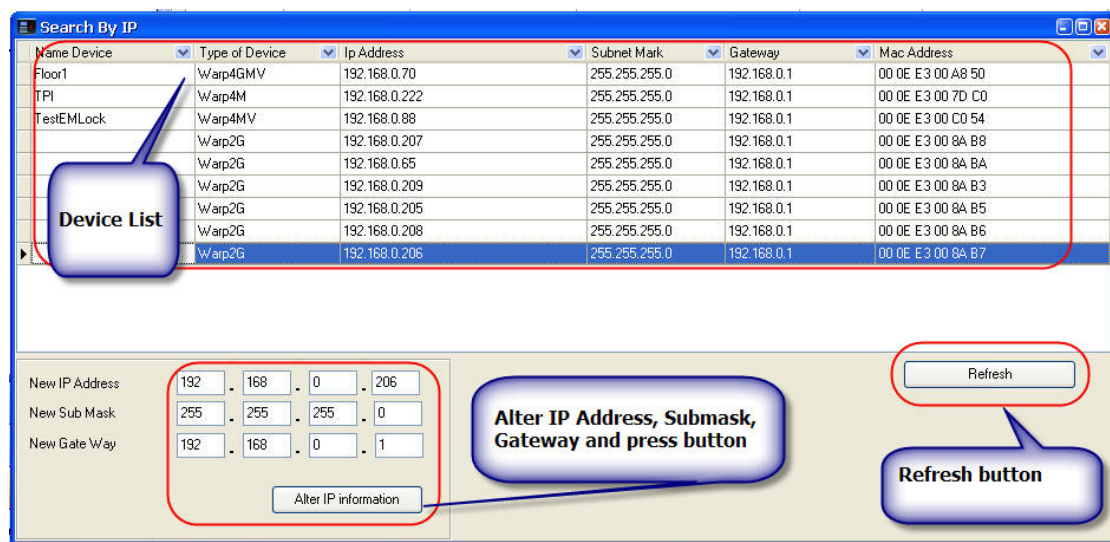 Search By IP
Name Device Type of Device Ip Address Subnet Mark Gateway Mac Address
Floor1 Warp4GMV 192.168.0.70 255.255.255.0 192.168.0.1 00 0E E3 00 A8 50
TPI Warp4M 192.168.0.222 255.255.255.0 192.168.0.1 00 0E E3 00 7D C0
TestEMLock Warp4MV 192.168.0.88 255.255.255.0 192.168.0.1 00 0E E3 00 C0 54
Warp2G 192.168.0.207 255.255.255.0 192.168.0.1 00 0E E3 00 8A B8
Warp2G 192.168.0.65 255.255.255.0 192.168.0.1 00 0E E3 00 8A BA
Warp2G 192.168.0.209 255.255.255.0 192.168.0.1 00 0E E3 00 8A B3
Warp2G 192.168.0.205 255.255.255.0 192.168.0.1 00 0E E3 00 8A B5
Warp2G 192.168.0.208 255.255.255.0 192.168.0.1 00 0E E3 00 8A B6
Warp2G 192.168.0.206 255.255.255.0 192.168.0.1 00 0E E3 00 8A B7
Device List
New IP Address 192 . 168 . 0 . 206
New Sub Mask 255 . 255 . 255 . 0
New Gate Way 192 . 168 . 0 . 1
Alter IP information
Alter IP Address, Submask,
Gateway and press button
Refresh
Refresh button